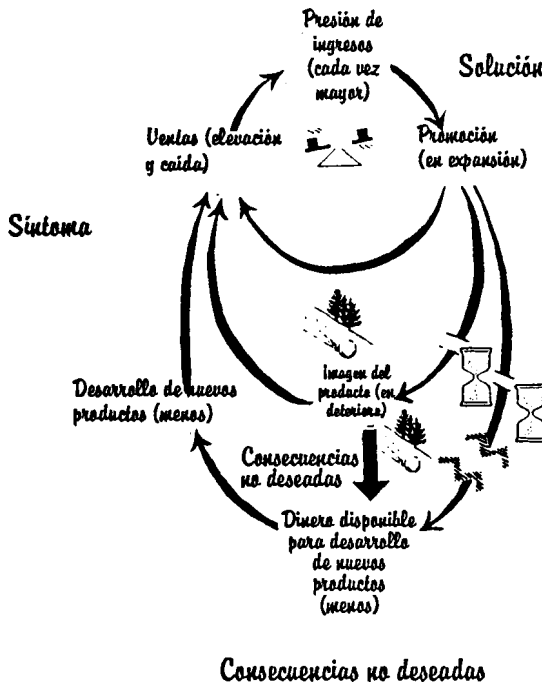 Presión de
ingresos
(cada vez
mayor)
Solución
Ventas (elevación
y caída)
Promoción
(en expansión)
Síntoma
Imagen del
producto (en
deterioro)
Desarrollo de nuevos
productos (menos)
Consecuencias
no deseadas
Dinero disponible
para desarrollo
de nuevos
productos
(menos)
Consecuencias no deseadas